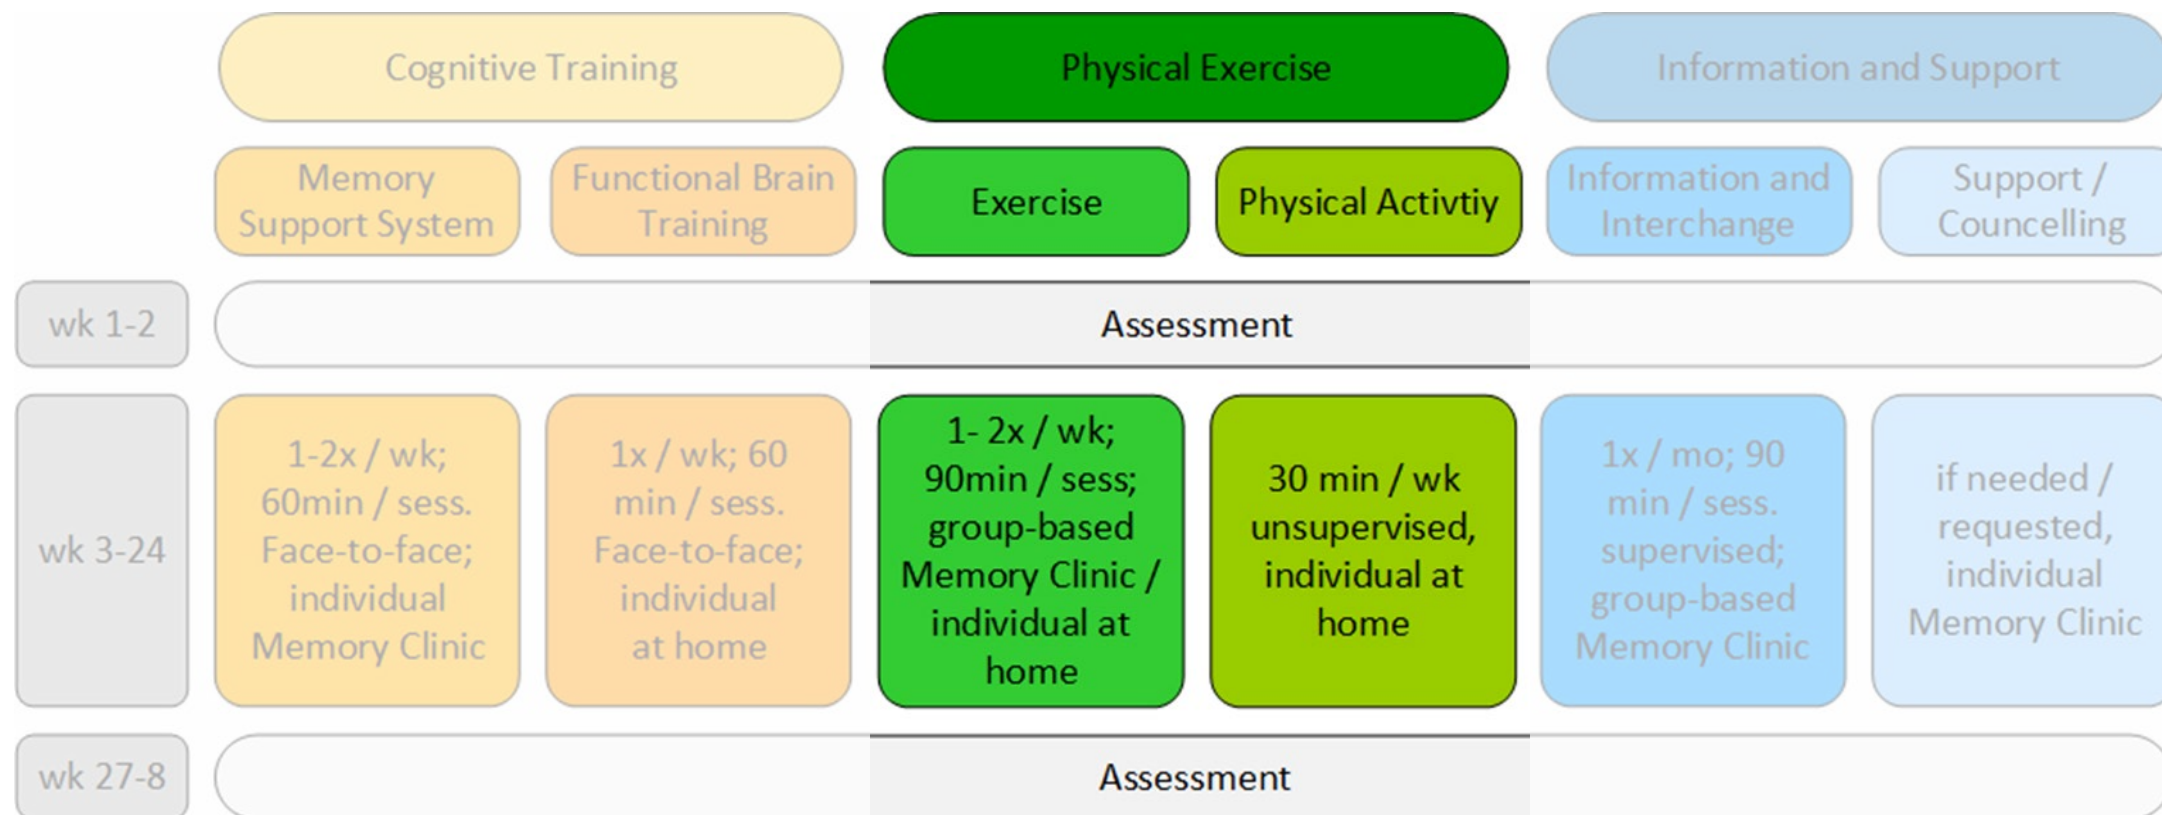 Cognitive Training
Physical Exercise
Information and Support
Memory
Support System
Functional Brain
Training
Exercise
Physical Activtiy
Information and
Interchange
Support /
Councelling
wk 1-2
Assessment
wk 3-24
1-2x / wk;
60min / sess.
Face-to-face;
individual
Memory Clinic
1x / wk; 60
min / sess.
Face-to-face;
individual
at home
1- 2x / wk;
90min / sess;
group-based
Memory Clinic /
individual at
home
30 min / wk
unsupervised,
individual at
home
1x / mo; 90
min / sess.
supervised;
group-based
Memory Clinic
if needed /
requested,
individual
Memory Clinic
wk 27-8
Assessment